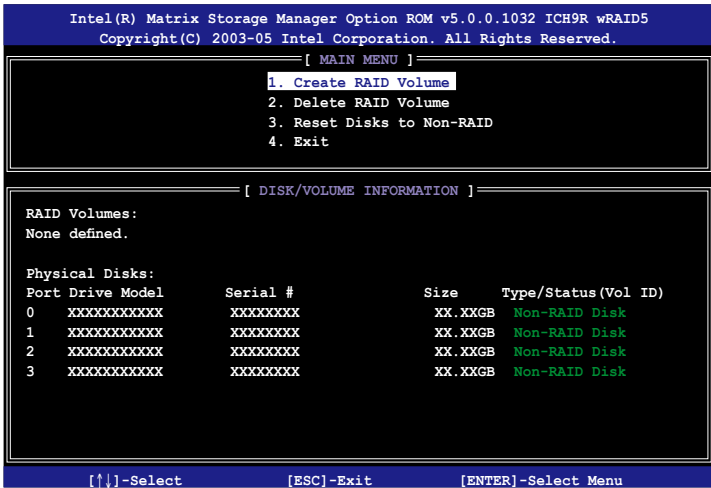 Intel(R) Matrix Storage Manager Option ROM v5.0.0.1032 ICH9R wRAID5
Copyright(C) 2003-05 Intel Corporation. All Rights Reserved.
[ MAIN MENU ]
1. Create RAID Volume
2. Delete RAID Volume
3. Reset Disks to Non-RAID
4. Exit
[ DISK/VOLUME INFORMATION ]
RAID Volumes:
None defined.
Physical Disks:
Port Drive Model Serial # Size Type/Status(Vol ID)
0 XXXXXXXXXXX XXXXXXXX XX.XXGB Non-RAID Disk
1 XXXXXXXXXXX XXXXXXXX XX.XXGB Non-RAID Disk
2 XXXXXXXXXXX XXXXXXXX XX.XXGB Non-RAID Disk
3 XXXXXXXXXXX XXXXXXXX XX.XXGB Non-RAID Disk
[↑↓]-Select [ESC]-Exit [ENTER]-Select Menu